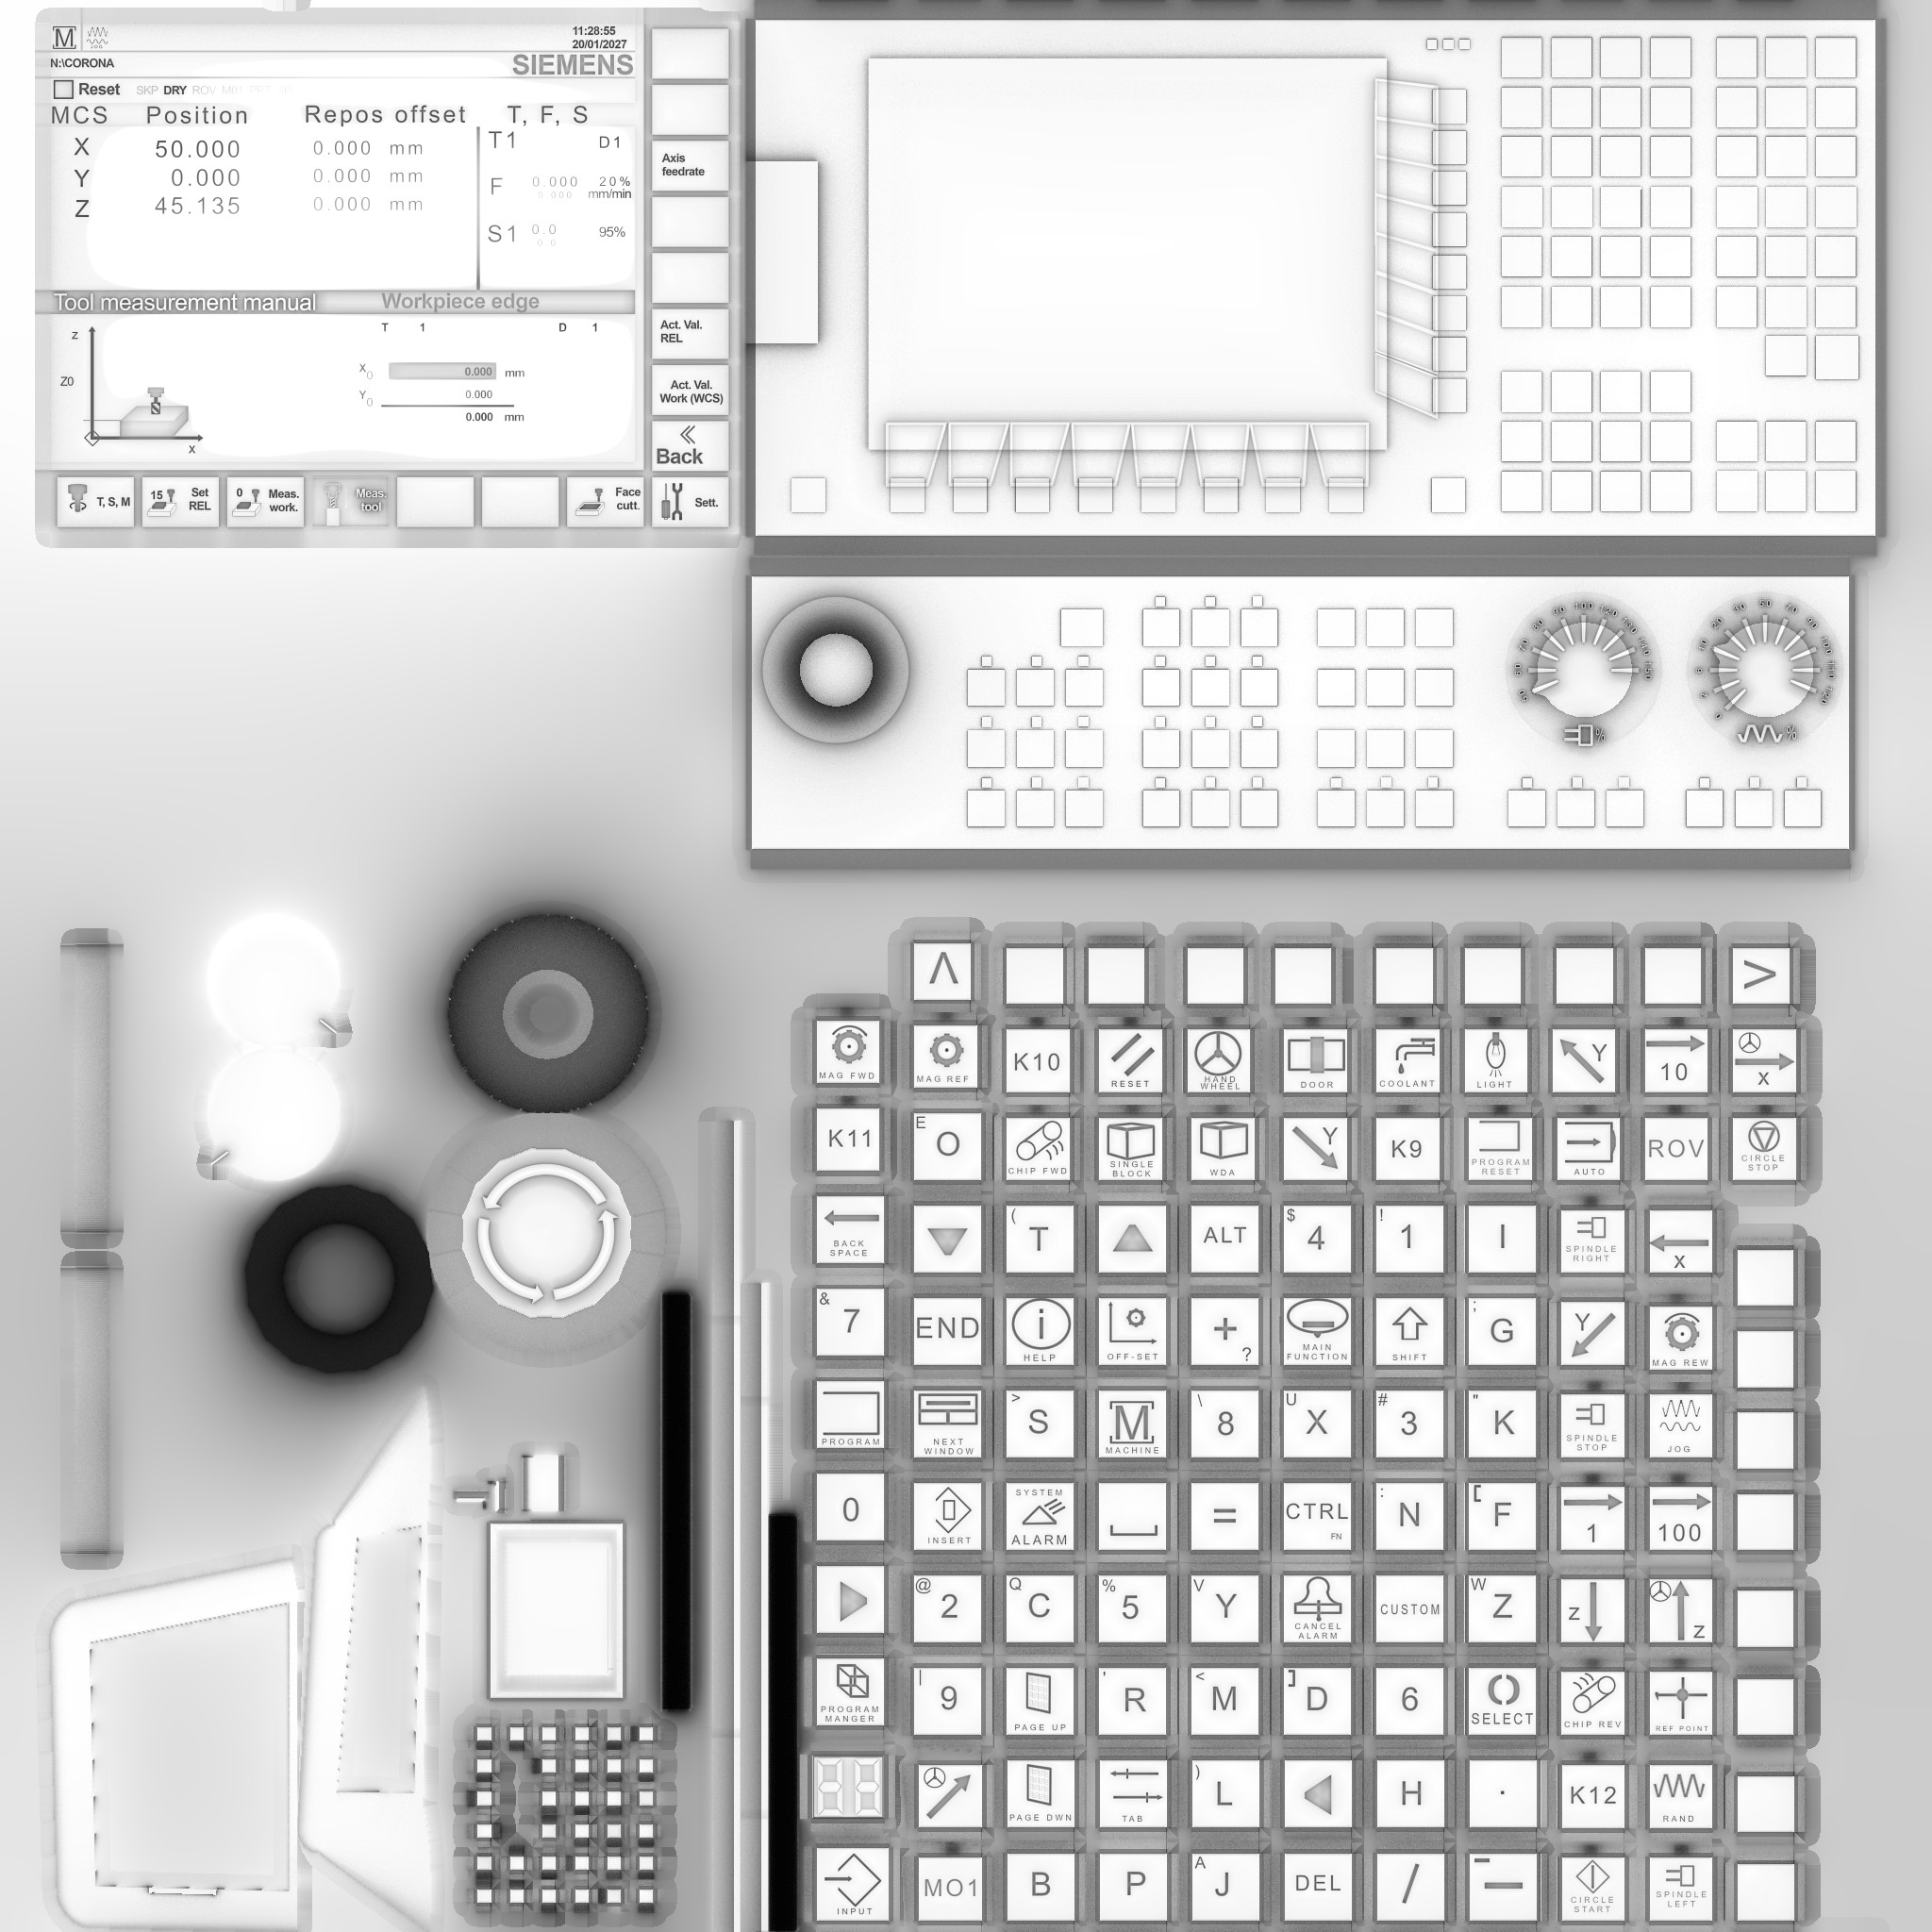 M JOG 11:28:55
20/01/2027
N:\CORONA
SIEMENS
Reset SKP DRY ROV M01
MCS Position Repos offset T, F, S
X 50.000 0.000 mm T1 D1
Y 0.000 0.000 mm F 0.000 20%
0.000 mm/min
Z 45.135 0.000 mm
S1 0.0 95%
0.0
Axis
feedrate
Tool measurement manual Workpiece edge
T 1 D 1
Z
Z0
X
X0 0.000 mm
Y0 0.000
0.000 mm
Act. Val.
REL
Act. Val.
Work (WCS)
Back
T, S, M
15 Set
REL
0 Meas.
work.
Meas.
tool
Face
cutt.
Sett.
%
%
Λ >
MAG FWD
MAG REF
K10
RESET
HAND
WHEEL
DOOR
COOLANT
LIGHT
Y
10
X
K11
E
O
CHIP FWD
SINGLE
BLOCK
WDA
Y
K9
PROGRAM
RESET
AUTO
ROV
CIRCLE
STOP
BACK
SPACE
( T
ALT
$ 4
! 1
I
SPINDLE
RIGHT
X
& 7
END
i
HELP
OFF-SET
+ ?
MAIN
FUNCTION
SHIFT
; G
Y
MAG REW
PROGRAM
NEXT
WINDOW
> S
M
MACHINE
\ 8
U X
# 3
" K
SPINDLE
STOP
JOG
0
INSERT
SYSTEM
ALARM
=
CTRL
FN
: N
[ F
1
100
@ 2
Q C
% 5
V Y
CANCEL
ALARM
CUSTOM
W Z
Z
Z
PROGRAM
MANGER
| 9
PAGE UP
' R
< M
] D
6
SELECT
CHIP REV
REF POINT
PAGE DWN
TAB
) L
H
.
K12
RAND
INPUT
MO1
B
P
A J
DEL
/
- —
CIRCLE
START
SPINDLE
LEFT